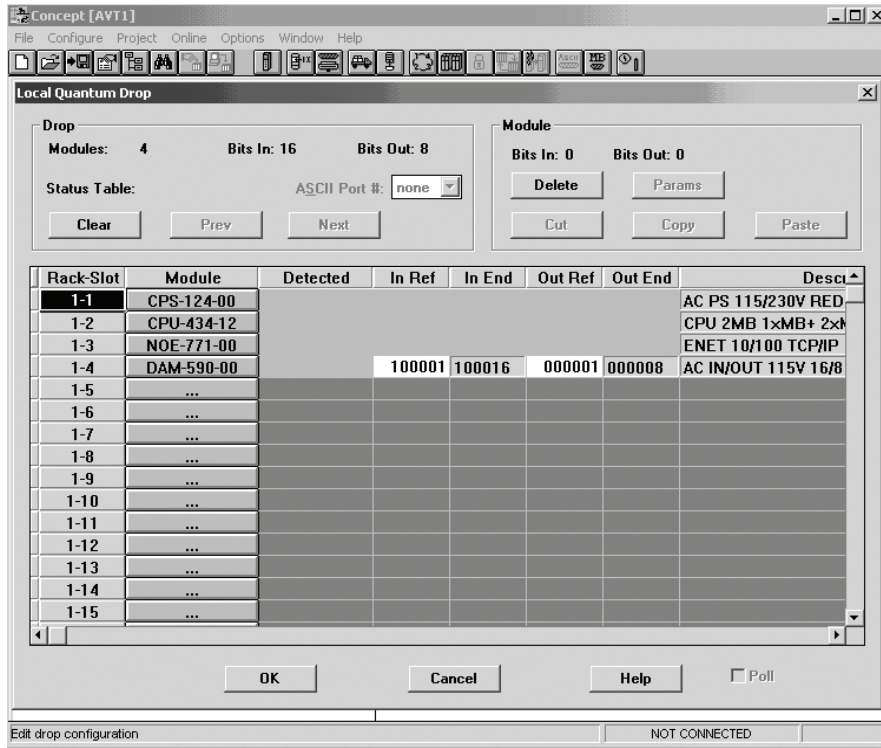 Concept [AVT1]
File Configure Project Online Options Window Help
Local Quantum Drop
Drop
Modules: 4 Bits In: 16 Bits Out: 8
Status Table: ASCII Port #: none
Clear Prev Next
Module
Bits In: 0 Bits Out: 0
Delete Params
Cut Copy Paste
Rack-Slot Module Detected In Ref In End Out Ref Out End
1-1 CPS-124-00 AC PS 115/230V RED
1-2 CPU-434-12 CPU 2MB 1xMB+
1-3 NOE-771-00 ENET 10/100 TCP/IP
1-4 DAM-590-00 100001 100016 000001 000008 AC IN/OUT 115V 16/8
1-5 ...
1-6 ...
1-7 ...
1-8 ...
1-9 ...
1-10 ...
1-11 ...
1-12 ...
1-13 ...
1-14 ...
1-15 ...
OK Cancel Help Poll
Edit drop configuration NOT CONNECTED